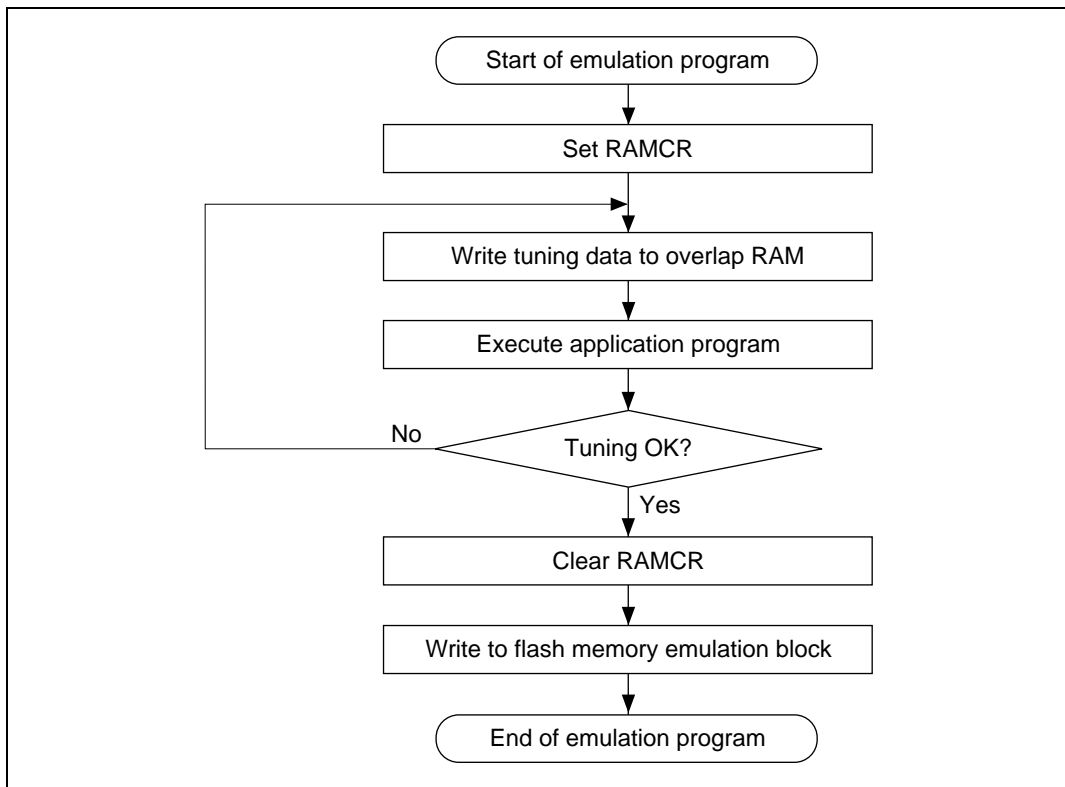 Start of emulation program
Set RAMCR
Write tuning data to overlap RAM
Execute application program
No
Tuning OK?
Yes
Clear RAMCR
Write to flash memory emulation block
End of emulation program